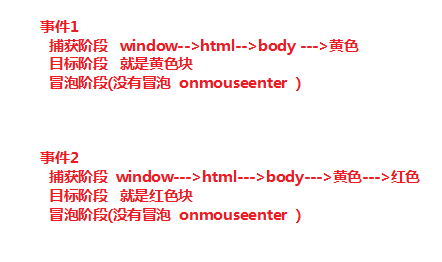 事件1
捕获阶段 window-->html-->body --->黄色
目标阶段 就是黄色块
冒泡阶段(没有冒泡 onmouseenter )
事件2
捕获阶段 window--->html--->body--->黄色--->红色
目标阶段 就是红色块
冒泡阶段(没有冒泡 onmouseenter )